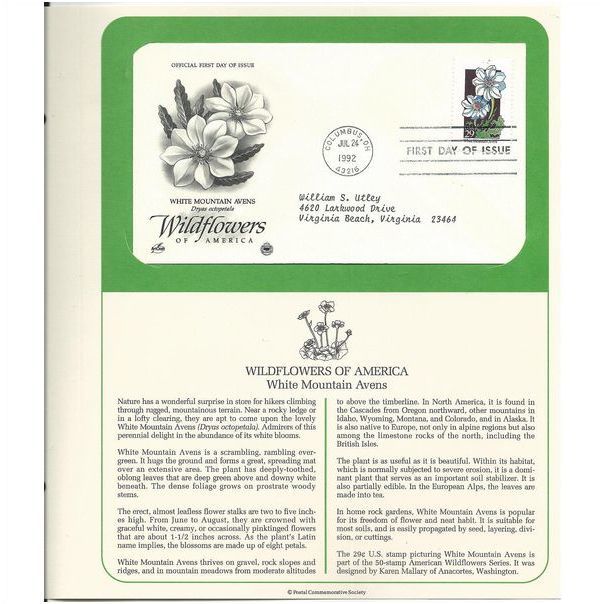 OFFICIAL FIRST DAY OF ISSUE
WHITE MOUNTAIN AVENS
Dryas octopetala
Wildflowers
OF AMERICA
COLUMBUS, OH
JUL 24
1992
43216
29
FIRST DAY OF ISSUE
William S. Utley
4620 Larkwood Drive
Virginia Beach, Virginia 23464
WILDFLOWERS OF AMERICA
White Mountain Avens
Nature has a wonderful surprise in store for hikers climbing
through rugged, mountainous terrain. Near a rocky ledge or
in a lofty clearing, they are apt to come upon the lovely
White Mountain Avens (Dryas octopetala). Admirers of this
perennial delight in the abundance of its white blooms.
White Mountain Avens is a scrambling, rambling ever-
green. It hugs the ground and forms a great, spreading mat
over an extensive area. The plant has deeply-toothed,
oblong leaves that are deep green above and downy white
beneath. The dense foliage grows on prostrate woody
stems.
The erect, almost leafless flower stalks are two to five inch-
es high. From June to August, they are crowned with
graceful white, creamy, or occasionally pinktinged flowers
that are about 1-1/2 inches across. As the plant's Latin
name implies, the blossoms are made up of eight petals.
White Mountain Avens thrives on gravel, rock slopes and
ridges, and in mountain meadows from moderate altitudes
to above the timberline. In North America, it is found in
the Cascades from Oregon northward, other mountains in
Idaho, Wyoming, Montana, and Colorado, and in Alaska. It
is also native to Europe, not only in alpine regions but also
among the limestone rocks of the north, including the
British Isles.
The plant is as useful as it is beautiful. Within its habitat,
which is normally subjected to severe erosion, it is a domi-
nant plant that serves as an important soil stabilizer. It is
also partially edible. In the European Alps, the leaves are
made into tea.
In home rock gardens, White Mountain Avens is popular
for its freedom of flower and neat habit. It is suitable for
most soils, and is easily propagated by seed, layering, divi-
sion, or cuttings.
The 29¢ U.S. stamp picturing White Mountain Avens is
part of the 50-stamp American Wildflowers Series. It was
designed by Karen Mallary of Anacortes, Washington.
© Postal Commemorative Society